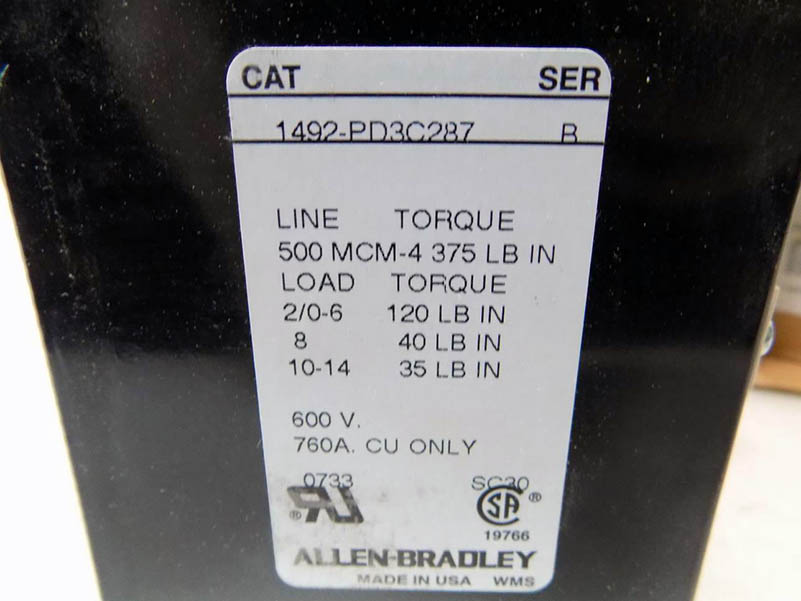 CAT SER
1492-PD3C287 B
LINE TORQUE
500 MCM-4 375 LB IN
LOAD TORQUE
2/0-6 120 LB IN
8 40 LB IN
10-14 35 LB IN
600 V.
760A. CU ONLY
0733 SC30
® RU SA ®
19766
ALLEN-BRADLEY
MADE IN USA WMS